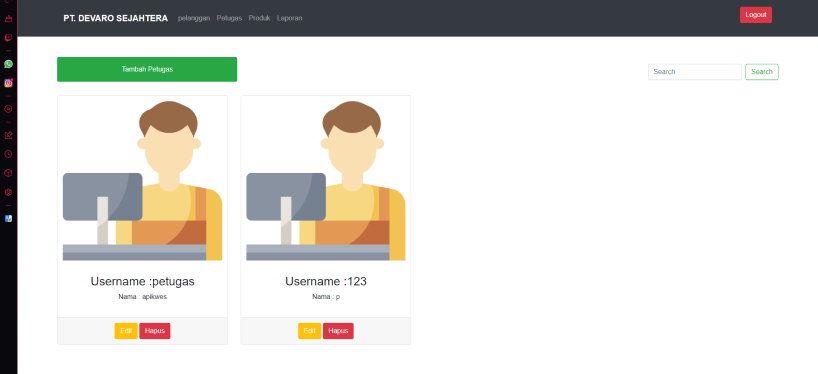 PT. DEVARO SEJAHTERA pelanggan Petugas Produk Laporan Logout
Tambah Petugas Search Search
Username :petugas
Nama : apikwes
Edit Hapus
Username :123
Nama : p
Edit Hapus